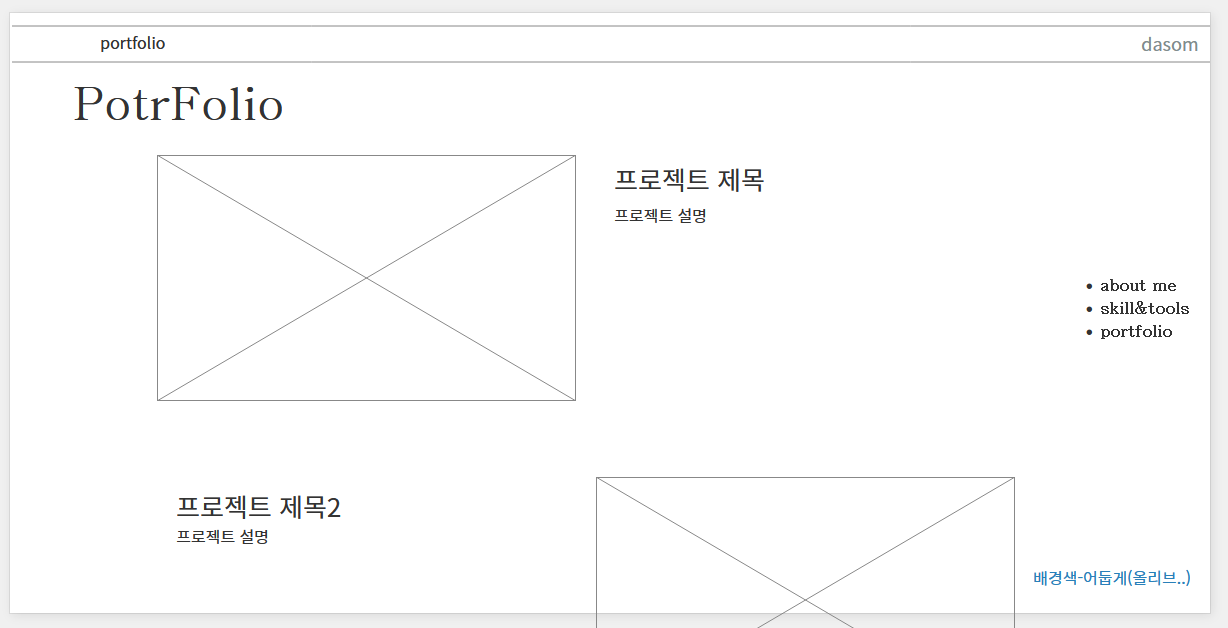 portfolio
dasom
PotrFolio
프로젝트 제목
프로젝트 설명
• about me
• skill&tools
• portfolio
프로젝트 제목2
프로젝트 설명
배경색-어둡게(올리브..)